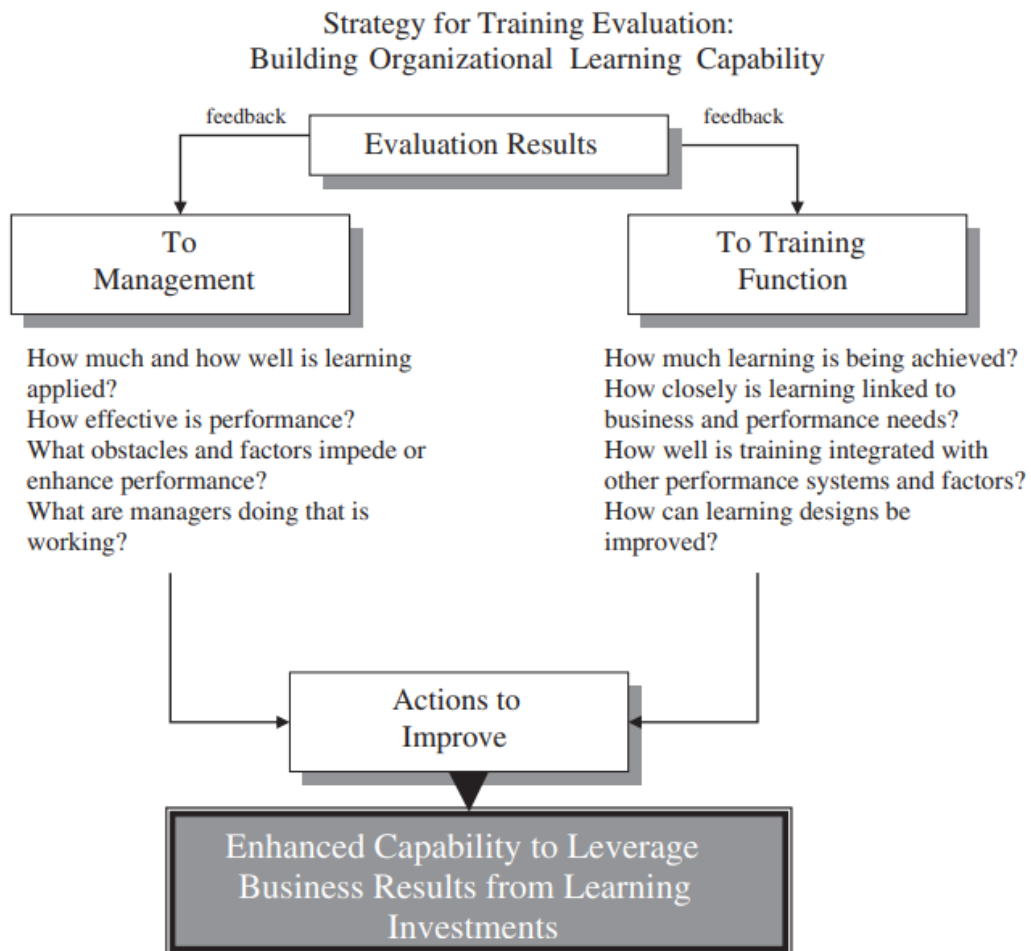 Strategy for Training Evaluation:
Building Organizational Learning Capability
feedback
feedback
Evaluation Results
To
Management
To Training
Function
How much and how well is learning
applied?
How effective is performance?
What obstacles and factors impede or
enhance performance?
What are managers doing that is
working?
How much learning is being achieved?
How closely is learning linked to
business and performance needs?
How well is training integrated with
other performance systems and factors?
How can learning designs be
improved?
Actions to
Improve
Enhanced Capability to Leverage
Business Results from Learning
Investments